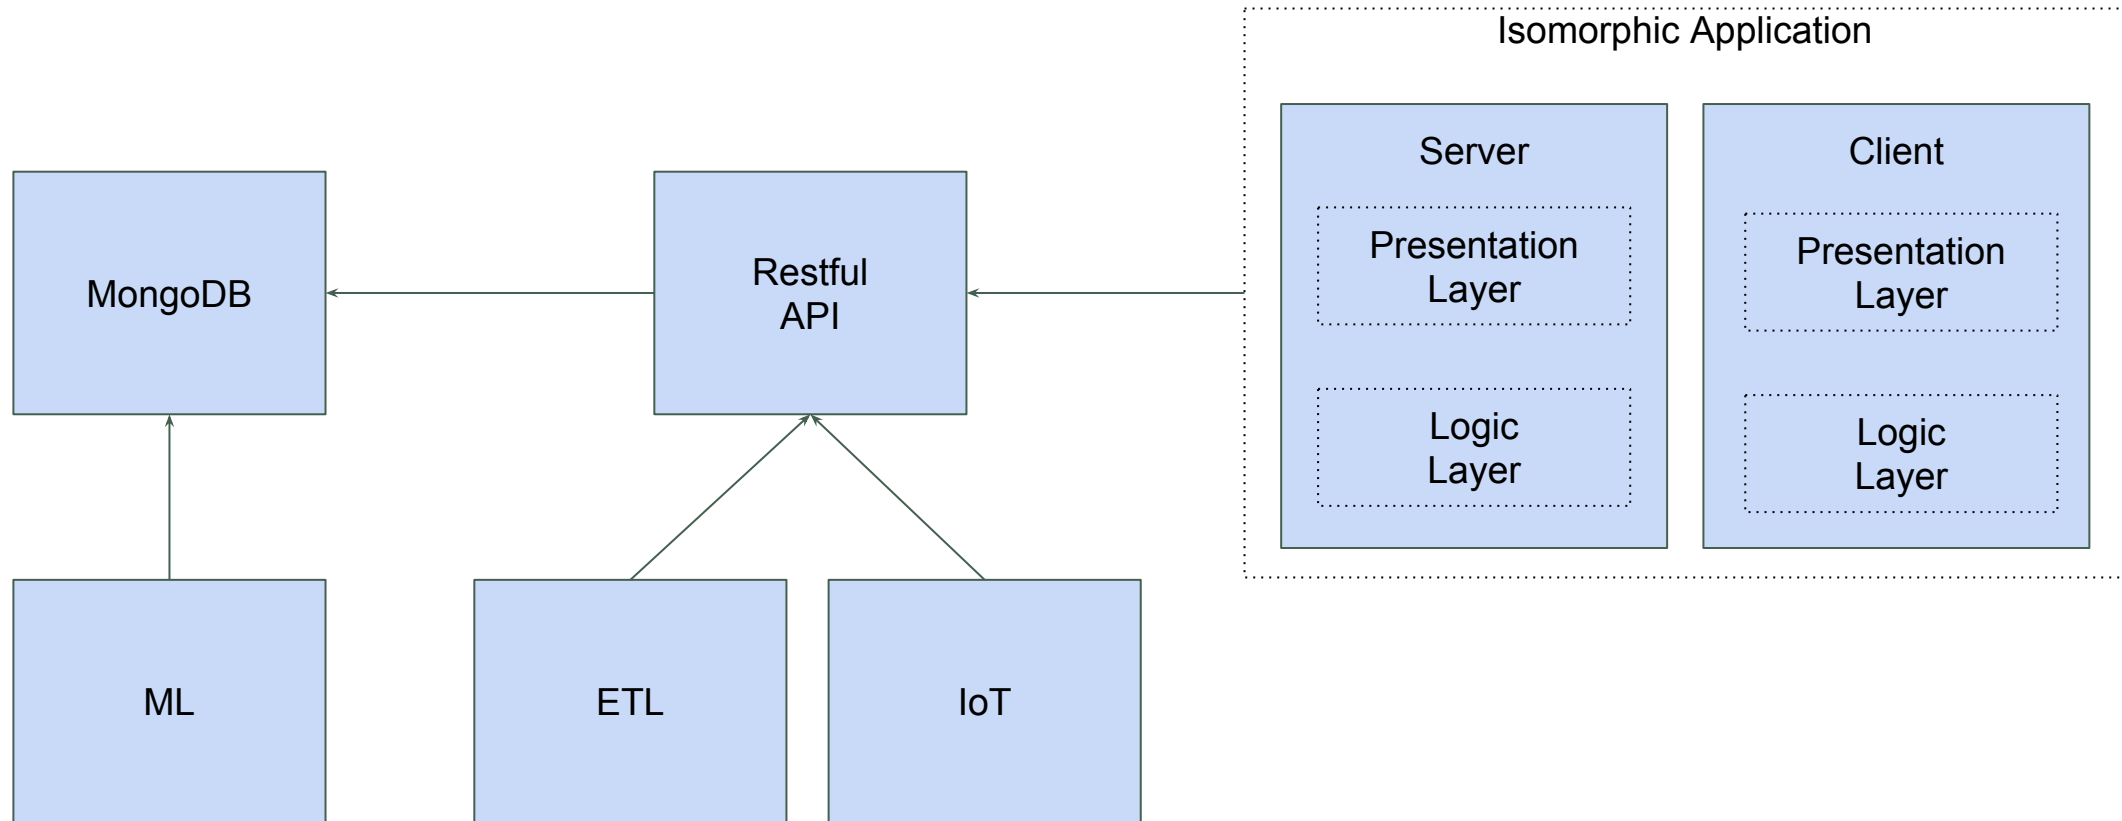 Isomorphic Application
Server
Client
Presentation
Layer
Presentation
Layer
Logic
Layer
Logic
Layer
MongoDB
Restful
API
ML
ETL
IoT